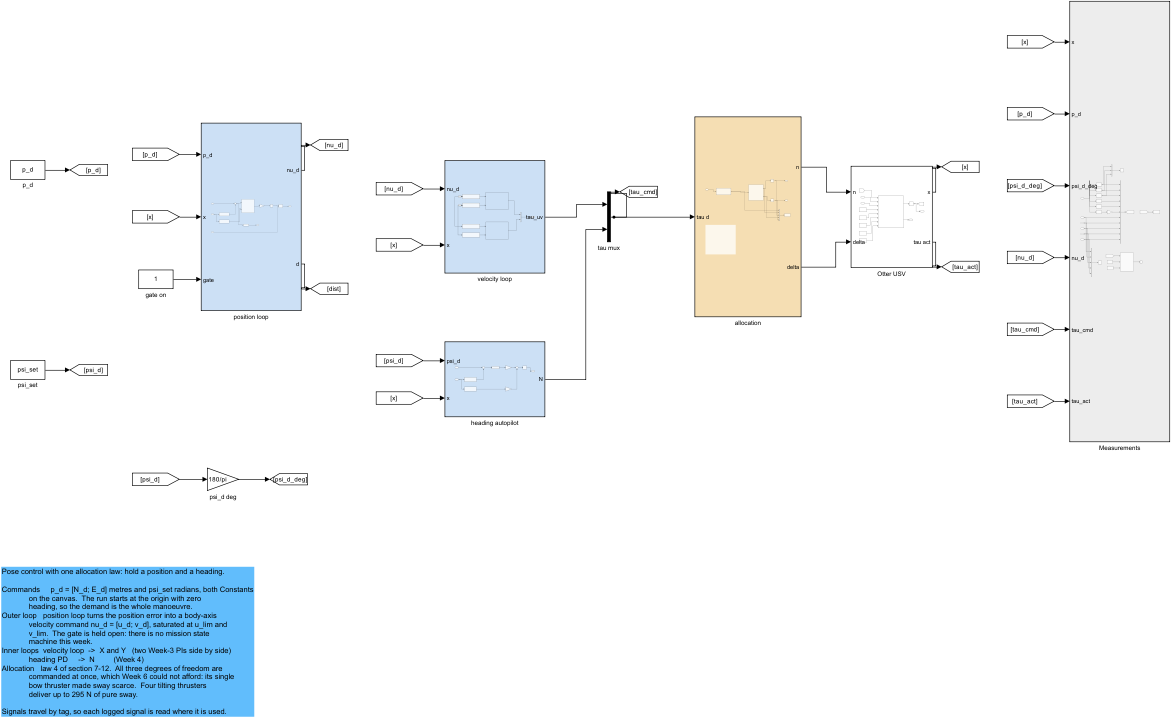 [x]
x
[p_d]
p_d
[psi_d_deg]
psi_d_deg
[nu_d]
nu_d
[tau_cmd]
tau_cmd
[tau_act]
tau_act
Measurements
p_d
p_d
[p_d]
[p_d]
p_d
[x]
x
1
gate on
gate
nu_d
[nu_d]
d
[dist]
position loop
[nu_d]
nu_d
[x]
x
tau_uv
velocity loop
[tau_cmd]
tau mux
tau d
n
delta
allocation
n
delta
x
tau act
Otter USV
[x]
[tau_act]
psi_set
psi_set
[psi_d]
[psi_d]
psi_d
[x]
x
N
heading autopilot
[psi_d]
180/pi
psi_d deg
[psi_d_deg]
Pose control with one allocation law: hold a position and a heading.
Commands p_d = [N_d; E_d] metres and psi_set radians, both Constants
on the canvas. The run starts at the origin with zero
heading, so the demand is the whole manoeuvre.
Outer loop position loop turns the position error into a body-axis
velocity command nu_d = [u_d; v_d], saturated at u_lim and
v_lim. The gate is held open: there is no mission state
machine this week.
Inner loops velocity loop -> X and Y (two Week-3 PIs side by side)
heading PD -> N (Week 4)
Allocation law 4 of section 7-12. All three degrees of freedom are
commanded at once, which Week 6 could not afford: its single
bow thruster made sway scarce. Four tilting thrusters
deliver up to 295 N of pure sway.
Signals travel by tag, so each logged signal is read where it is used.